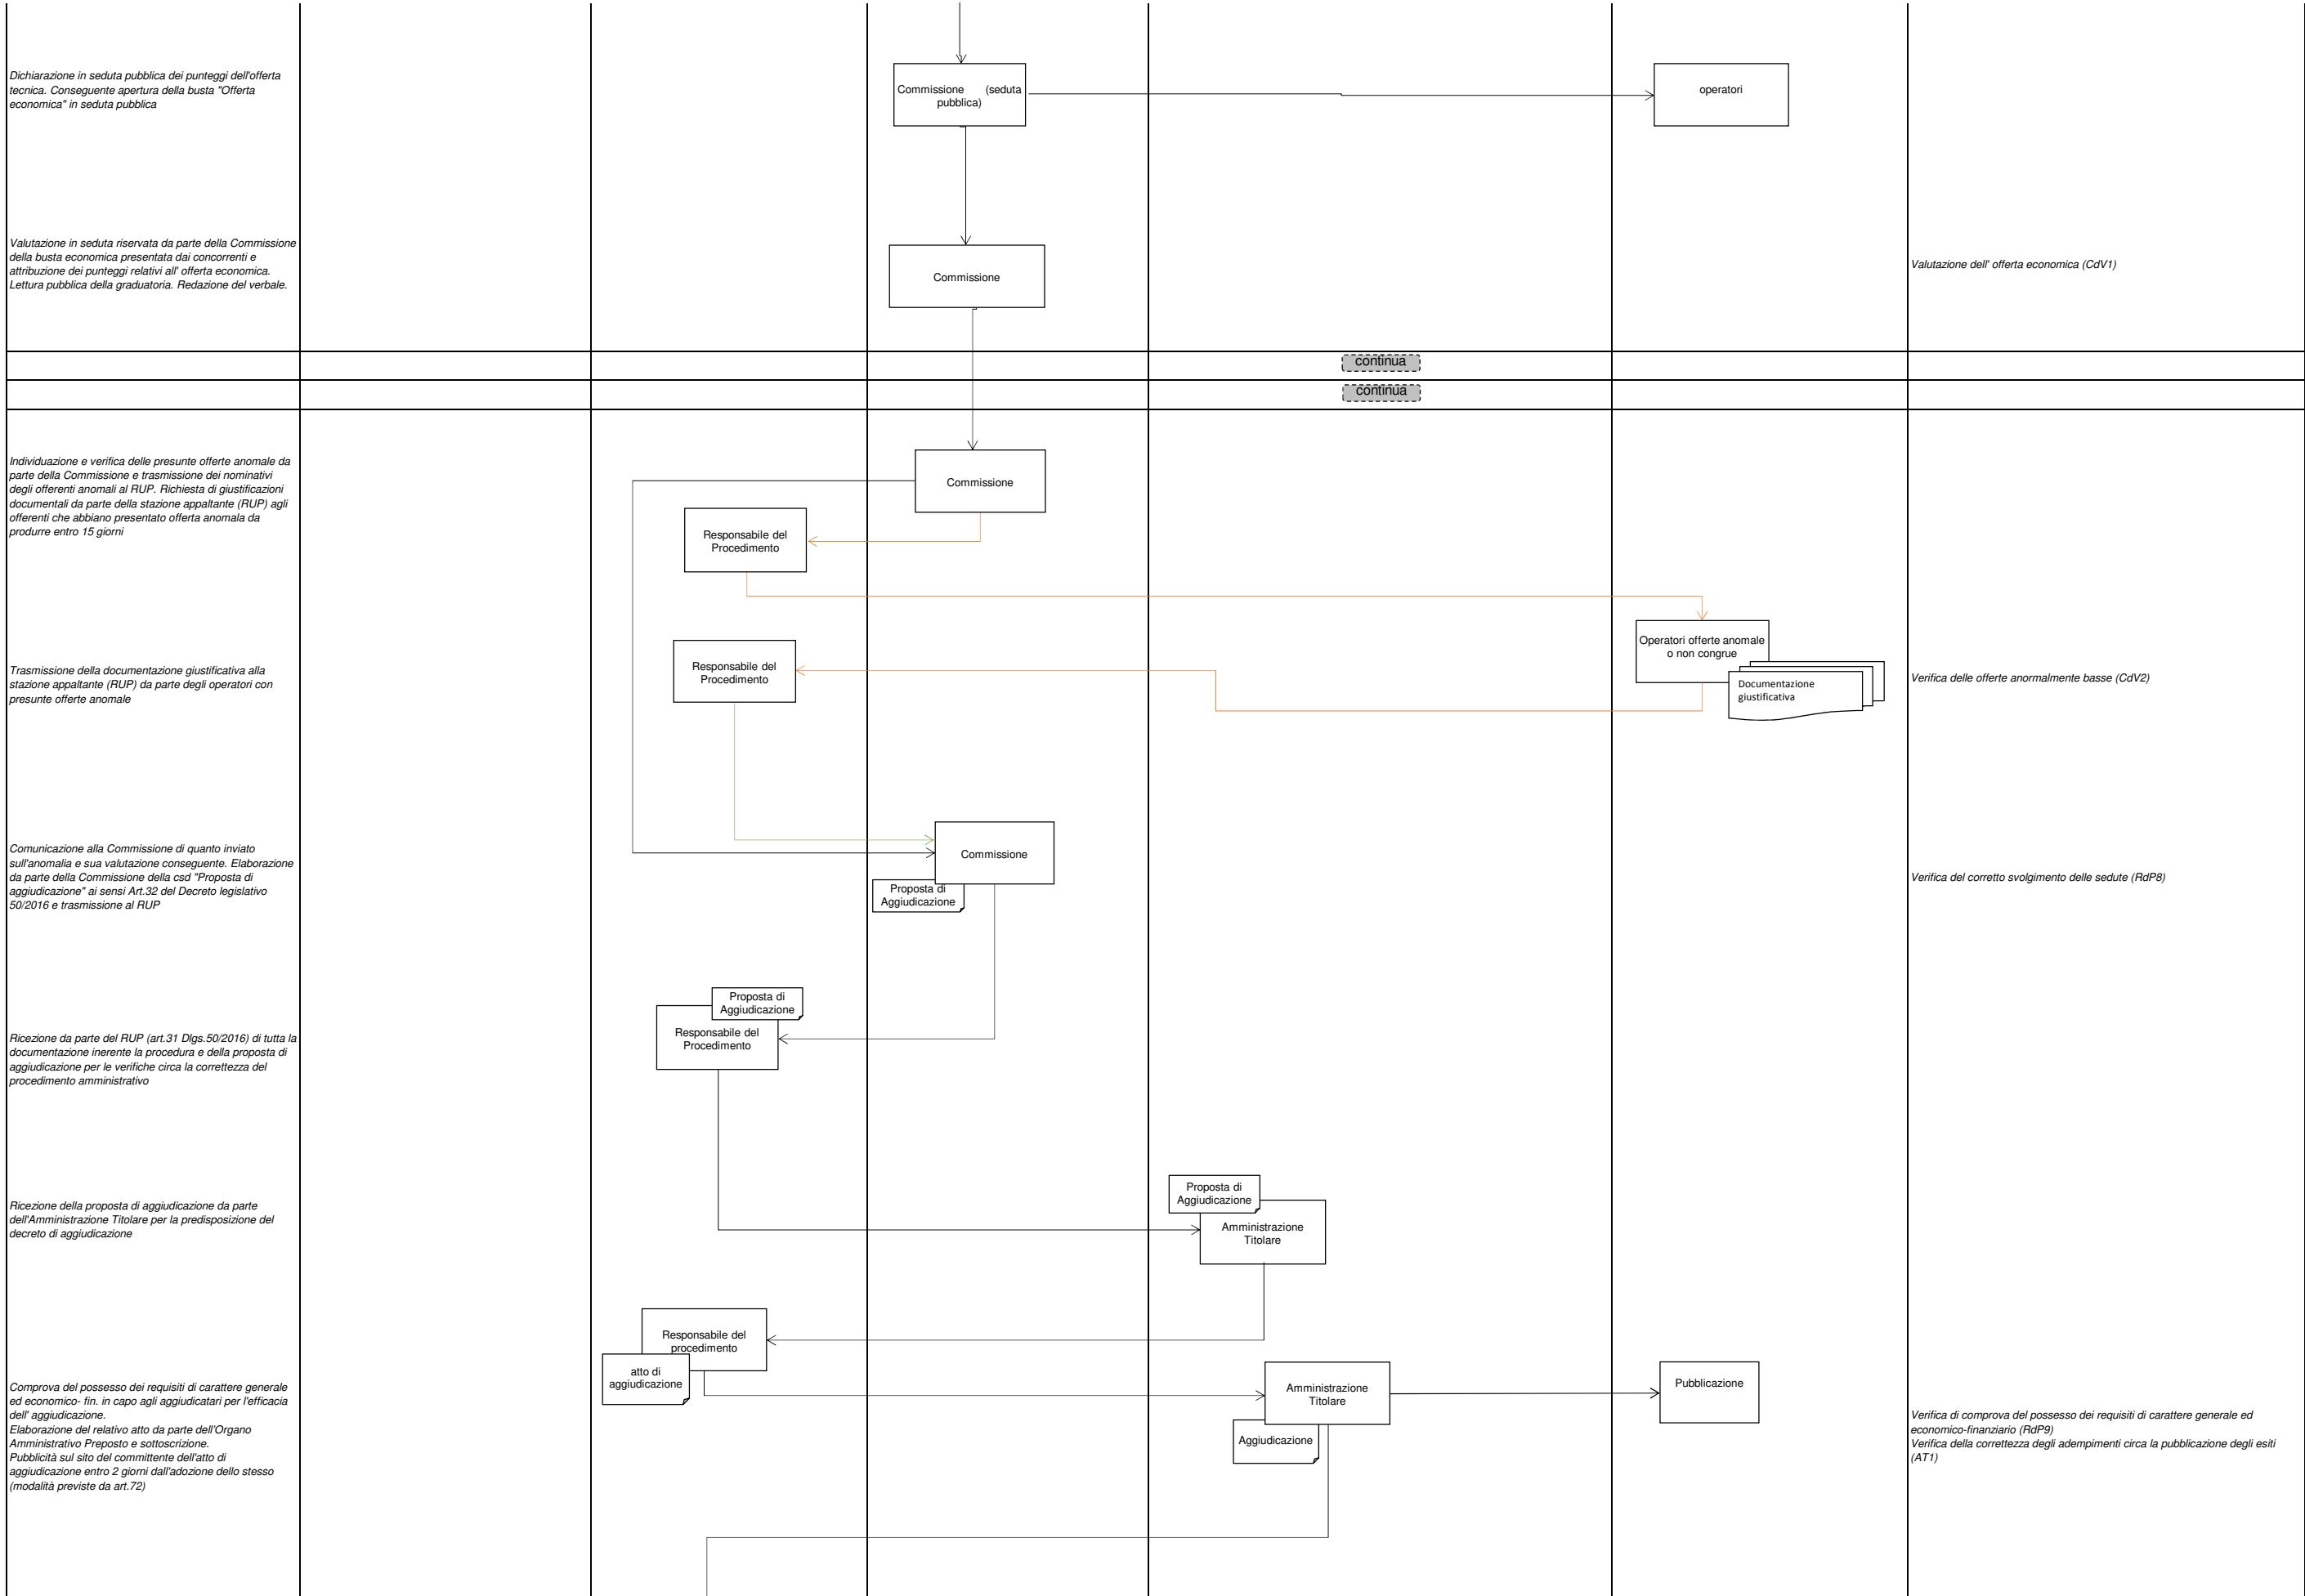 Dichiarazione in seduta pubblica dei punteggi dell'offerta
tecnica. Conseguente apertura della busta "Offerta
economica" in seduta pubblica
Commissione (seduta
pubblica)
operatori
Valutazione in seduta riservata da parte della Commissione
della busta economica presentata dai concorrenti e
attribuzione dei punteggi relativi all' offerta economica.
Lettura pubblica della graduatoria. Redazione del verbale.
Commissione
Valutazione dell' offerta economica (CdV1)
continua
continua
Individuazione e verifica delle presunte offerte anomale da
parte della Commissione e trasmissione dei nominativi
degli offerenti anomali al RUP. Richiesta di giustificazioni
documentali da parte della stazione appaltante (RUP) agli
offerenti che abbiano presentato offerta anomala da
produrre entro 15 giorni
Commissione
Responsabile del
Procedimento
Operatori offerte anomale
o non congrue
Documentazione
giustificativa
Responsabile del
Procedimento
Trasmissione della documentazione giustificativa alla
stazione appaltante (RUP) da parte degli operatori con
presunte offerte anomale
Verifica delle offerte anormalmente basse (CdV2)
Comunicazione alla Commissione di quanto inviato
sull'anomalia e sua valutazione conseguente. Elaborazione
da parte della Commissione della csd "Proposta di
aggiudicazione" ai sensi Art.32 del Decreto legislativo
50/2016 e trasmissione al RUP
Commissione
Proposta di
Aggiudicazione
Verifica del corretto svolgimento delle sedute (RdP8)
Proposta di
Aggiudicazione
Responsabile del
Procedimento
Ricezione da parte del RUP (art.31 Dlgs.50/2016) di tutta la
documentazione inerente la procedura e della proposta di
aggiudicazione per le verifiche circa la correttezza del
procedimento amministrativo
Proposta di
Aggiudicazione
Amministrazione
Titolare
Ricezione della proposta di aggiudicazione da parte
dell'Amministrazione Titolare per la predisposizione del
decreto di aggiudicazione
Responsabile del
procedimento
atto di
aggiudicazione
Amministrazione
Titolare
Aggiudicazione
Pubblicazione
Comprova del possesso dei requisiti di carattere generale
ed economico- fin. in capo agli aggiudicatari per l'efficacia
dell' aggiudicazione.
Elaborazione del relativo atto da parte dell'Organo
Amministrativo Preposto e sottoscrizione.
Pubblicità sul sito del committente dell'atto di
aggiudicazione entro 2 giorni dall'adozione dello stesso
(modalità previste da art.72)
Verifica di comprova del possesso dei requisiti di carattere generale ed
economico-finanziario (RdP9)
Verifica della correttezza degli adempimenti circa la pubblicazione degli esiti
(AT1)